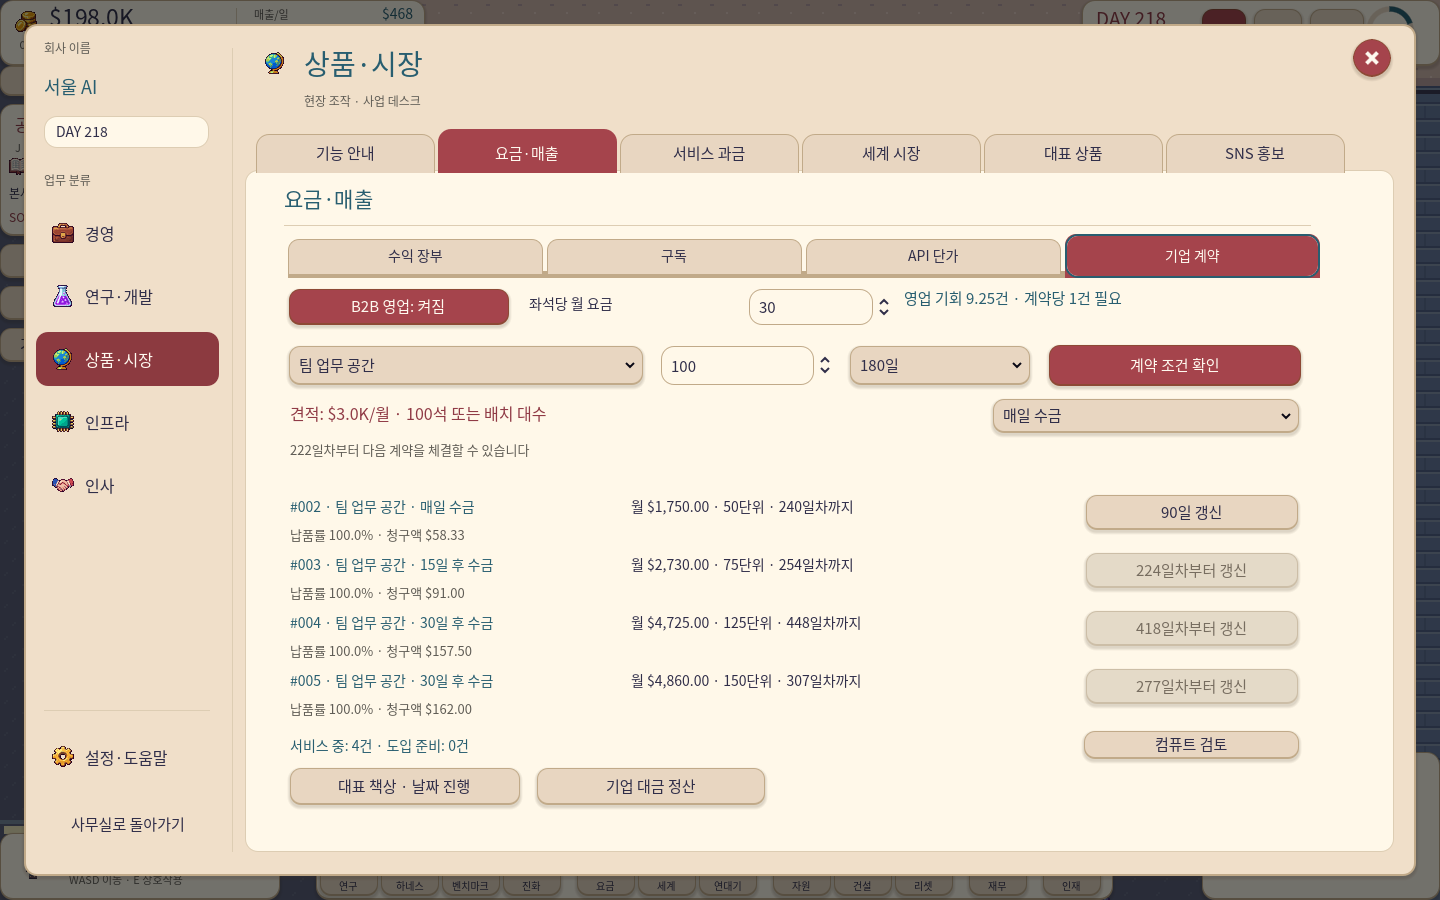 $198.0K
매출/일
$468
DAY 218
회사 이름
서울 AI
DAY 218
업무 분류
경영
연구·개발
상품·시장
인프라
인사
설정·도움말
사무실로 돌아가기
상품·시장
현장 조작 · 사업 데스크
기능 안내
요금·매출
서비스 과금
세계 시장
대표 상품
SNS 홍보
요금·매출
수익 장부
구독
API 단가
기업 계약
B2B 영업: 켜짐
좌석당 월 요금
30
영업 기회 9.25건 · 계약당 1건 필요
팀 업무 공간
100
180일
계약 조건 확인
견적: $3.0K/월 · 100석 또는 배치 대수
매일 수금
222일차부터 다음 계약을 체결할 수 있습니다
#002 · 팀 업무 공간 · 매일 수금
월 $1,750.00 · 50단위 · 240일차까지
90일 갱신
납품률 100.0% · 청구액 $58.33
#003 · 팀 업무 공간 · 15일 후 수금
월 $2,730.00 · 75단위 · 254일차까지
224일차부터 갱신
납품률 100.0% · 청구액 $91.00
#004 · 팀 업무 공간 · 30일 후 수금
월 $4,725.00 · 125단위 · 448일차까지
418일차부터 갱신
납품률 100.0% · 청구액 $157.50
#005 · 팀 업무 공간 · 30일 후 수금
월 $4,860.00 · 150단위 · 307일차까지
277일차부터 갱신
납품률 100.0% · 청구액 $162.00
서비스 중: 4건 · 도입 준비: 0건
컴퓨트 검토
대표 책상 · 날짜 진행
기업 대금 정산
WASD 이동 · E 상호작용
연구
하네스
벤치마크
진화
요금
세계
연대기
자원
건설
리셋
재무
인재